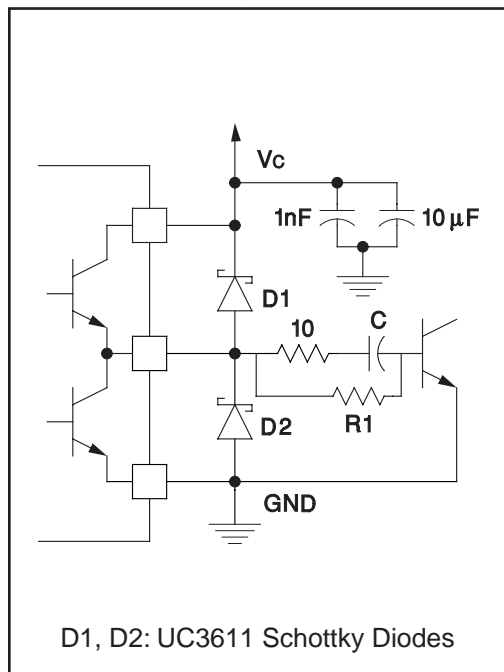 Vc
1nF
10 µF
D1
10
C
R1
D2
GND
D1, D2: UC3611 Schottky Diodes